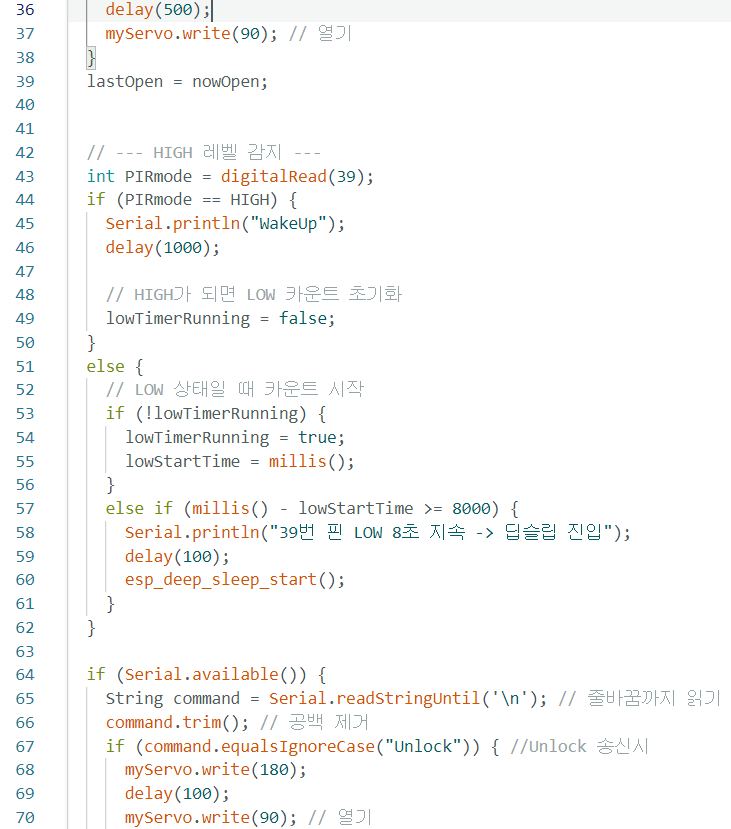 36 delay(500);
37 myServo.write(90); // 열기
38 }
39 lastOpen = nowOpen;
40
41
42 // --- HIGH 레벨 감지 ---
43 int PIRmode = digitalRead(39);
44 if (PIRmode == HIGH) {
45 Serial.println("WakeUp");
46 delay(1000);
47
48 // HIGH가 되면 LOW 카운트 초기화
49 lowTimerRunning = false;
50 }
51 else {
52 // LOW 상태일 때 카운트 시작
53 if (!lowTimerRunning) {
54 lowTimerRunning = true;
55 lowStartTime = millis();
56 }
57 else if (millis() - lowStartTime >= 8000) {
58 Serial.println("39번 핀 LOW 8초 지속 -> 딥슬립 진입");
59 delay(100);
60 esp_deep_sleep_start();
61 }
62 }
63
64 if (Serial.available()) {
65 String command = Serial.readStringUntil('\n'); // 줄바꿈까지 읽기
66 command.trim(); // 공백 제거
67 if (command.equalsIgnoreCase("Unlock")) { //Unlock 송신시
68 myServo.write(180);
69 delay(100);
70 myServo.write(90); // 열기